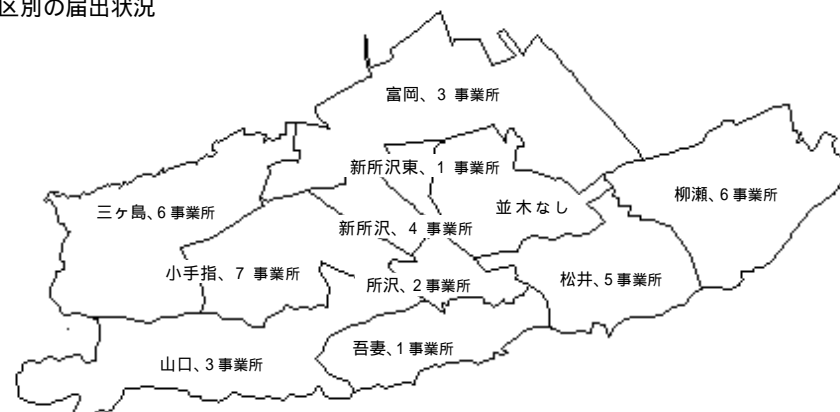 区別の届出状況
富岡、3 事業所
新所沢東、1 事業所
三ヶ島、6事業所
並木なし
柳瀬、6事業所
新所沢、4 事業所
小手指、7 事業所
所沢、2事業所
松井、5事業所
山口、3事業所
吾妻、1事業所